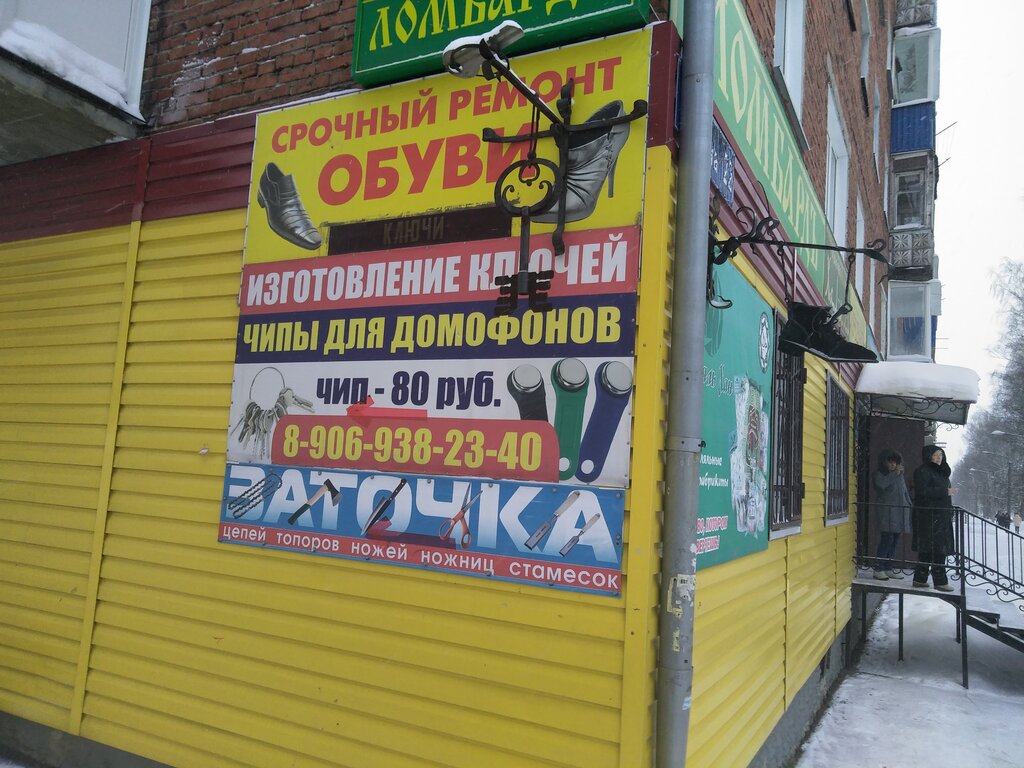 ЛОМБАРД
СРОЧНЫЙ РЕМОНТ
ОБУВИ
КЛЮЧИ
ИЗГОТОВЛЕНИЕ КЛЮЧЕЙ
ЧИПЫ ДЛЯ ДОМОФОНОВ
чип - 80 руб.
8-906-938-23-40
ЗАТОЧКА
цепей топоров ножей ножниц стамесок
ЛОМБАРД